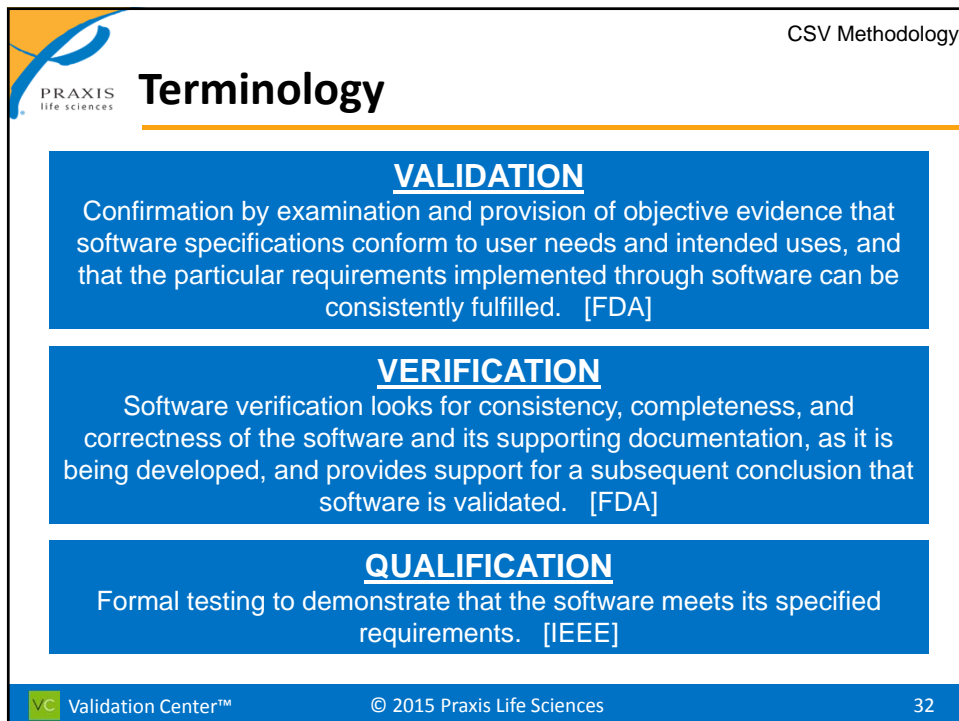 CSV Methodology
PRAXIS
life sciences
Terminology
VALIDATION
Confirmation by examination and provision of objective evidence that
software specifications conform to user needs and intended uses, and
that the particular requirements implemented through software can be
consistently fulfilled. [FDA]
VERIFICATION
Software verification looks for consistency, completeness, and
correctness of the software and its supporting documentation, as it is
being developed, and provides support for a subsequent conclusion that
software is validated. [FDA]
QUALIFICATION
Formal testing to demonstrate that the software meets its specified
requirements. [IEEE]
VC Validation Center™ © 2015 Praxis Life Sciences 32